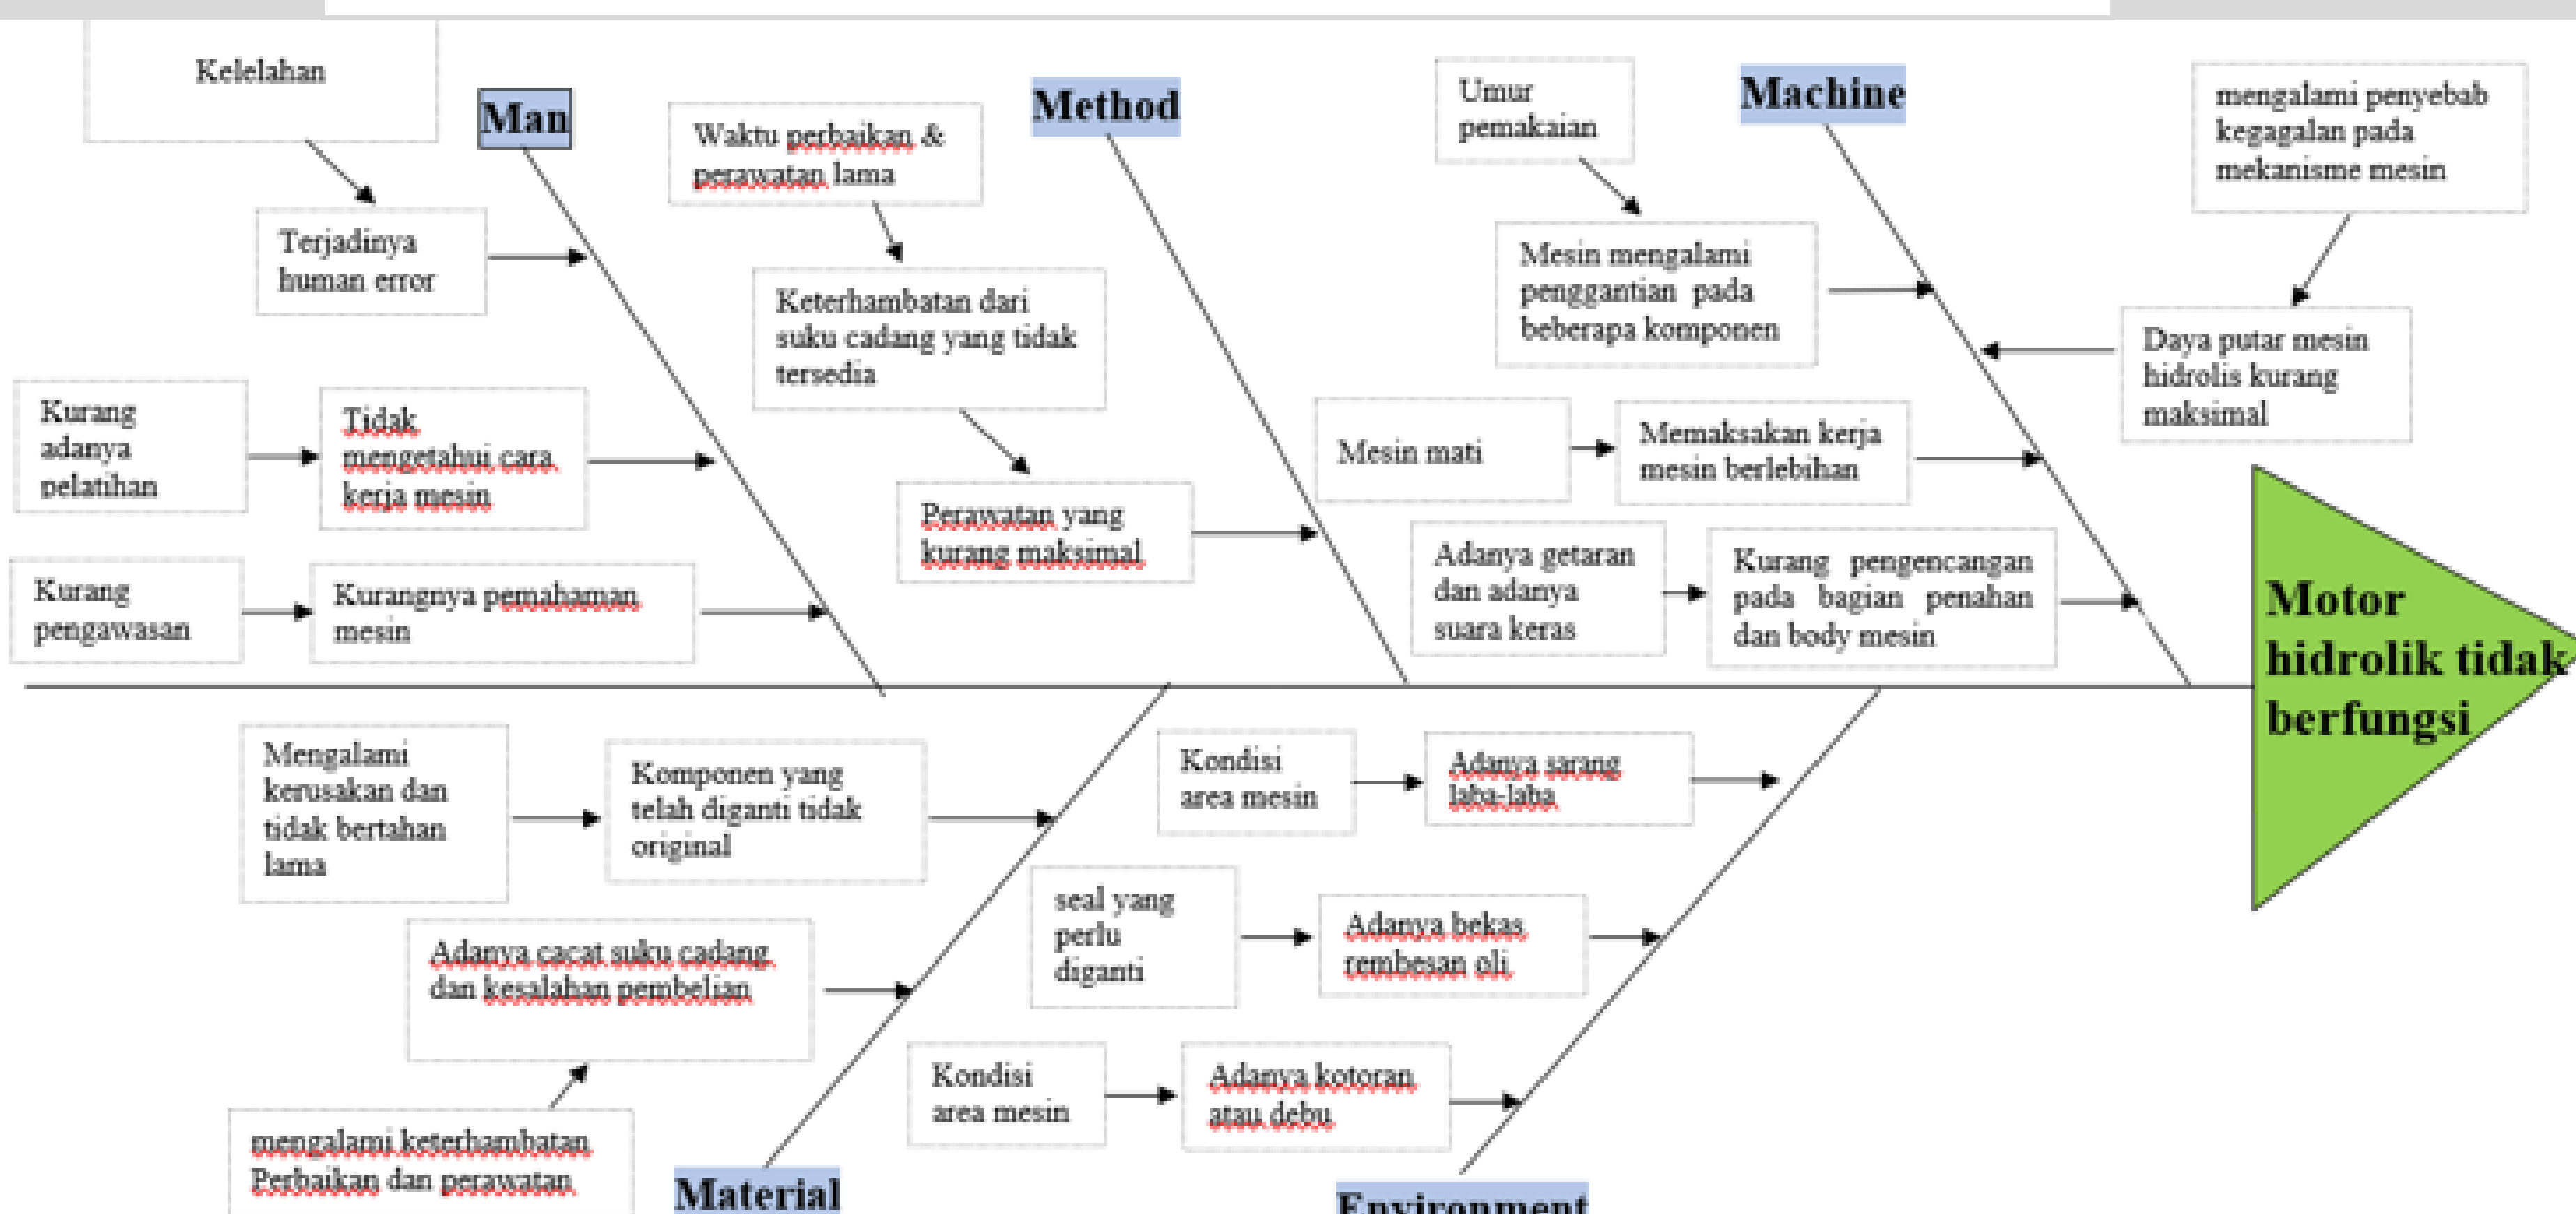 Kelelahan
Man
Terjadinya
human error
Kurang
adanya
pelatihan
Tidak
mengetahui cara
kerja mesin
Kurang
pengawasan
Kurangnya pemahaman
mesin
Method
Waktu perbaikan &
perawatan lama
Keterhambatan dari
suku cadang yang tidak
tersedia
Perawatan yang
kurang maksimal
Machine
Umur
pemakaian
Mesin mengalami
penggantian pada
beberapa komponen
mengalami penyebab
kegagalan pada
mekanisme mesin
Daya putar mesin
hidrolis kurang
maksimal
Mesin mati
Memaksakan kerja
mesin berlebihan
Adanya getaran
dan adanya
suara keras
Kurang pengencangan
pada bagian penahan
dan body mesin
Motor
hidrolik tidak
berfungsi
Mengalami
kerusakan dan
tidak bertahan
lama
Komponen yang
telah diganti tidak
original
Adanya cacat suku cadang
dan kesalahan pembelian
mengalami keterhambatan
Perbaikan dan perawatan
Material
Kondisi
area mesin
Adanya sarang
laba-laba
seal yang
perlu
diganti
Adanya bekas
rembesan oli
Kondisi
area mesin
Adanya kotoran
atau debu
Environment